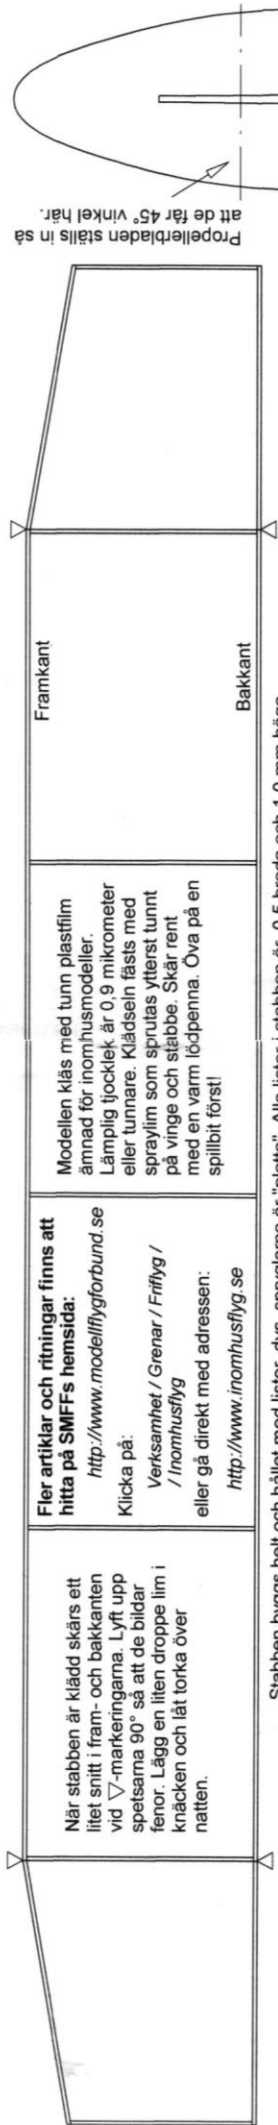 När stabben är klädd skärs ett
litet snitt i fram- och bakkanten
vid ▽-markeringarna. Lyft upp
spetsarna 90° så att de bildar
fenor. Lägg en liten droppe lim i
knäcken och låt torka över
natten.
Fler artiklar och ritningar finns att
hitta på SMFFs hemsida:
http://www.modellflygforbund.se
Klicka på:
Verksamhet / Grenar / Friflyg /
/ Inomhusflyg
eller gå direkt med adressen:
http://www.inomhusflyg.se
Modellen kläs med tunn plastfilm
ämnad för inomhusmodeller.
Lämplig tjocklek är 0,9 mikrometer
eller tunnare. Klädseln fästs med
spraylim som sprutas ytterst tunnt
på vinge och stabbe. Skär rent
med en varm lödpenna. Öva på en
spillbit först!
Framkant
Bakkant
Propellerbladen ställs in så
att de får 45° vinkel här.
Stabben byggs helt och hållet med lister, dvs. spryglarna är "platta". Alla lister i stabben är 0,5 breda och 1,0 mm höga.